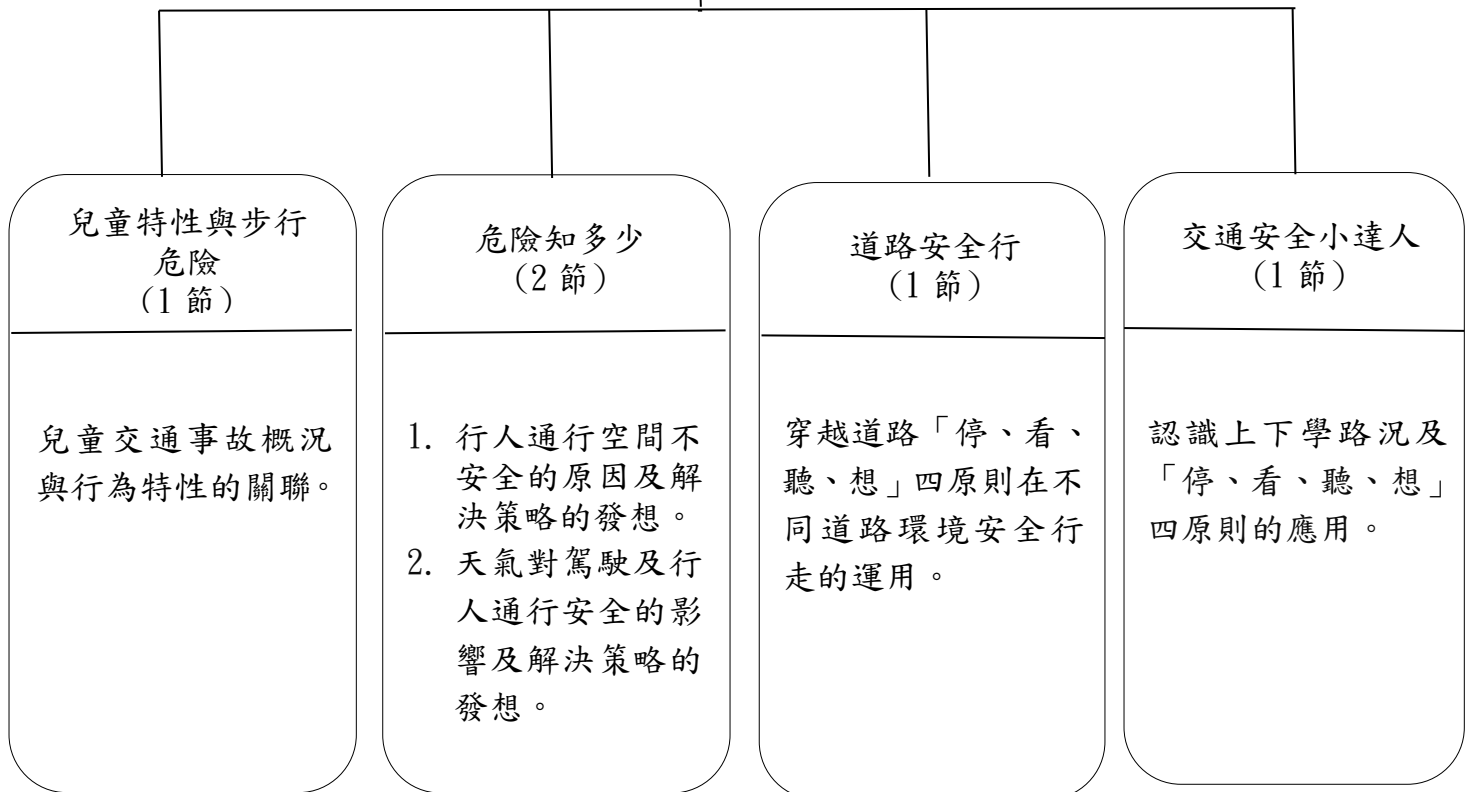 兒童特性與步行
危險
(1 節)
兒童交通事故概況
與行為特性的關聯。
危險知多少
(2 節)
1. 行人通行空間不
安全的原因及解
決策略的發想。
2. 天氣對駕駛及行
人通行安全的影
響及解決策略的
發想。
道路安全行
(1 節)
穿越道路「停、看、
聽、想」四原則在不
同道路環境安全行
走的運用。
交通安全小達人
(1 節)
認識上下學路況及
「停、看、聽、想」
四原則的應用。